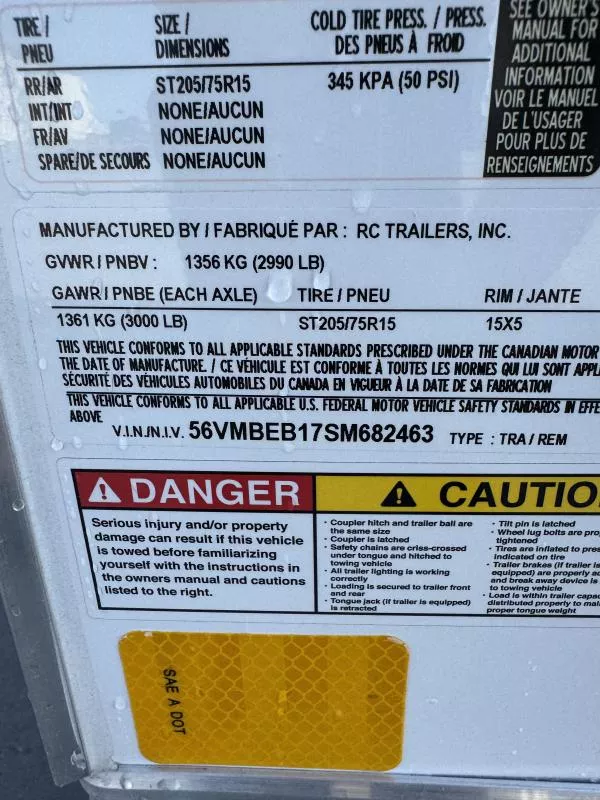 TIRE / PNEU SIZE / DIMENSIONS COLD TIRE PRESS. / PRESS. DES PNEUS À FROID
RR/AR ST205/75R15 345 KPA (50 PSI)
INT/INT NONE/AUCUN
FR/AV NONE/AUCUN
SPARE/DE SECOURS NONE/AUCUN
SEE OWNER'S
MANUAL FOR
ADDITIONAL
INFORMATION
VOIR LE MANUEL
DE L'USAGER
POUR PLUS DE
RENSEIGNEMENTS
MANUFACTURED BY / FABRIQUÉ PAR : RC TRAILERS, INC.
GVWR / PNBV : 1356 KG (2990 LB)
GAWR / PNBE (EACH AXLE) TIRE / PNEU RIM / JANTE
1361 KG (3000 LB) ST205/75R15 15X5
THIS VEHICLE CONFORMS TO ALL APPLICABLE STANDARDS PRESCRIBED UNDER THE CANADIAN MOTOR
THE DATE OF MANUFACTURE. / CE VÉHICULE EST CONFORME À TOUTES LES NORMES QUI LUI SONT APPL
SÉCURITÉ DES VÉHICULES AUTOMOBILES DU CANADA EN VIGUEUR À LA DATE DE SA FABRICATION
THIS VEHICLE CONFORMS TO ALL APPLICABLE U.S. FEDERAL MOTOR VEHICLE SAFETY STANDARDS IN EFFE
ABOVE
V.I.N./N.I.V. 56VMBEB17SM682463 TYPE : TRA / REM
DANGER
Serious injury and/or property
damage can result if this vehicle
is towed before familiarizing
yourself with the instructions in
the owners manual and cautions
listed to the right.
CAUTIO
· Coupler hitch and trailer ball are
the same size
· Coupler is latched
· Safety chains are criss-crossed
under tongue and hitched to
towing vehicle
· All trailer lighting is working
correctly
· Loading is secured to trailer front
and rear
· Tongue jack (if trailer is equipped)
is retracted
· Tilt pin is latched
· Wheel lug bolts are pro
tightened
· Tires are inflated to pres
indicated on tire
· Trailer brakes (if trailer is
equipped) are properly ad
and break away device is
to towing vehicle
· Load is within trailer capac
distributed properly to mai
proper tongue weight
SAE A DOT